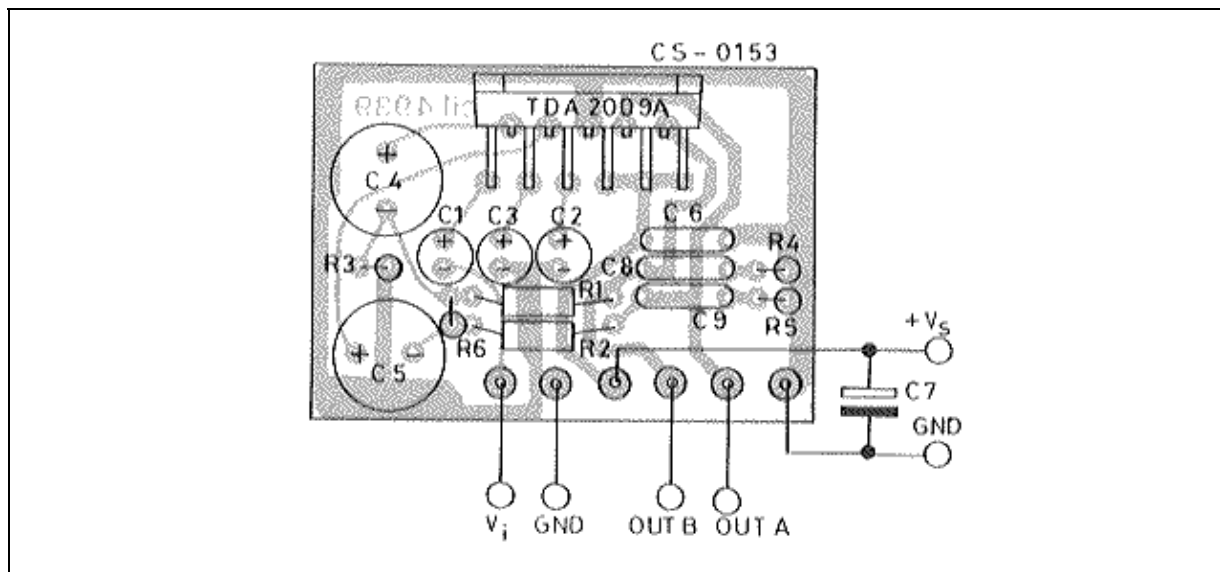 CS-0153
TDA 2009A
C4
C1 C3 C2 C6
R3 C8 R4
R1
C9 R5
R6 R2
C5
+Vs
C7
GND
Vi GND OUT B OUT A